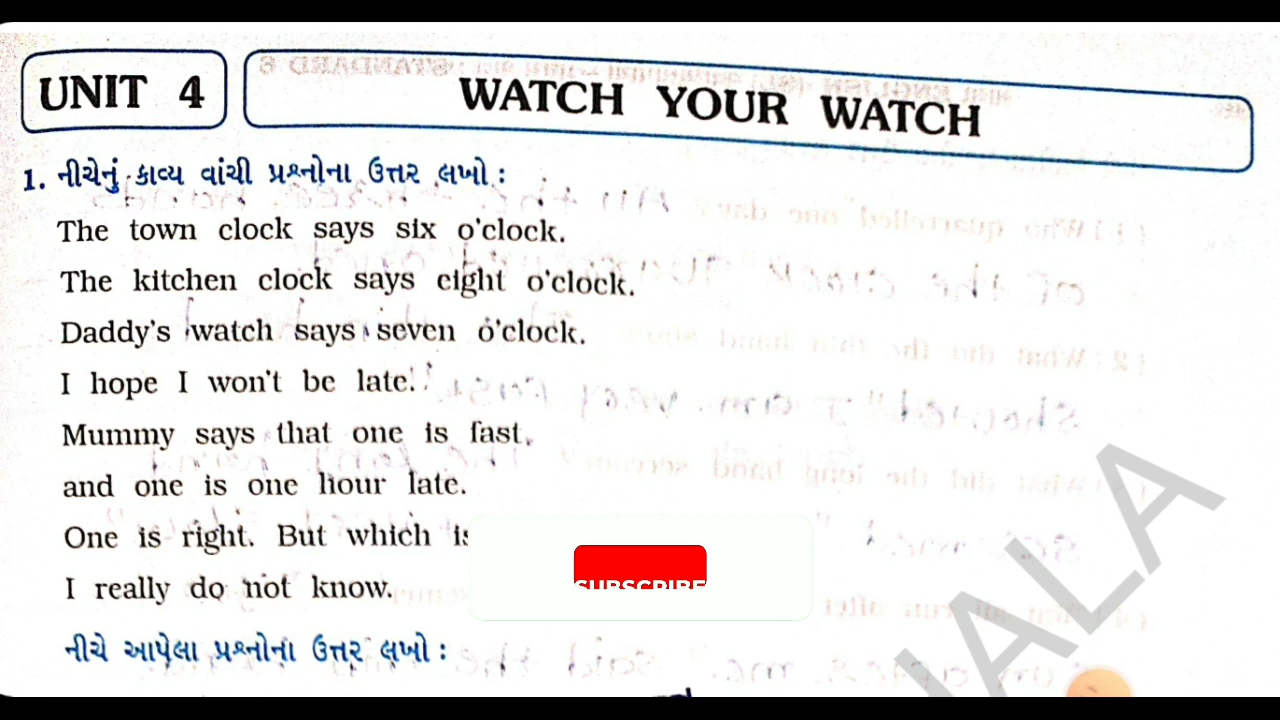 UNIT 4
WATCH YOUR WATCH
1. નીચેનું કાવ્ય વાંચી પ્રશ્નોના ઉત્તર લખો :
The town clock says six o'clock.
The kitchen clock says eight o'clock.
Daddy's watch says seven o'clock.
I hope I won't be late.
Mummy says that one is fast,
and one is one hour late.
One is right. But which is
I really do not know.
SUBSCRIBE
નીચે આપેલા પ્રશ્નોના ઉત્તર લખો :